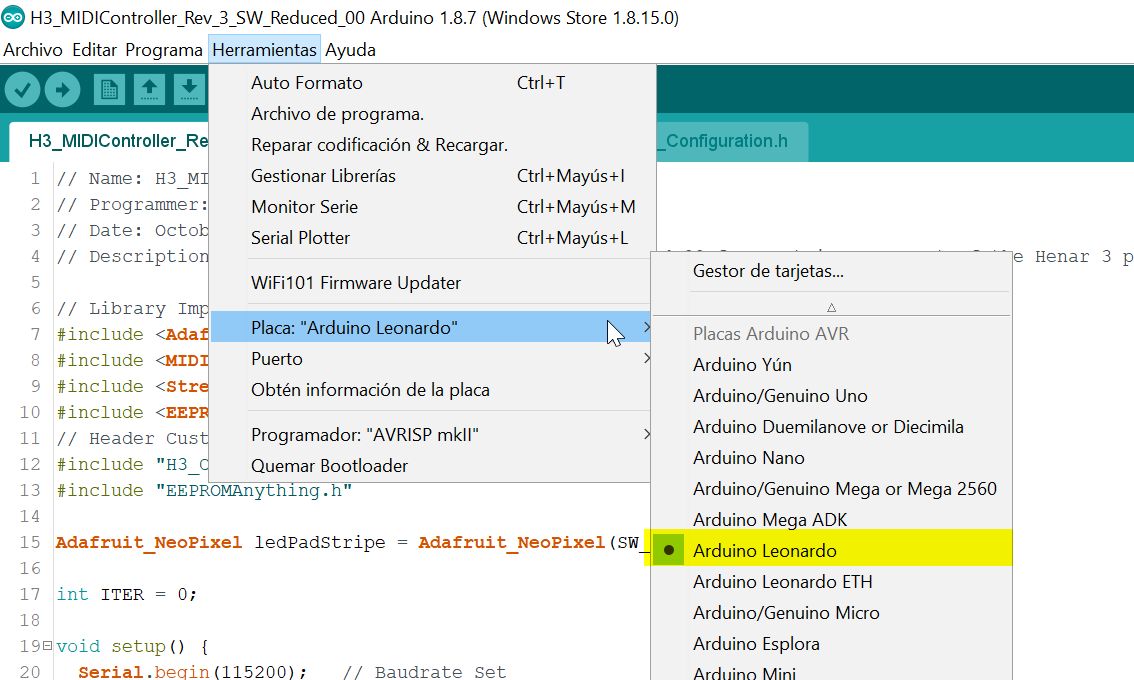 H3_MIDIController_Rev_3_SW_Reduced_00 Arduino 1.8.7 (Windows Store 1.8.15.0)
Archivo Editar Programa Herramientas Ayuda
Auto Formato Ctrl+T
Archivo de programa.
Reparar codificación & Recargar.
Gestionar Librerías Ctrl+Mayús+I
Monitor Serie Ctrl+Mayús+M
Serial Plotter Ctrl+Mayús+L
WiFi101 Firmware Updater
Placa: "Arduino Leonardo"
Puerto
Obtén información de la placa
Programador: "AVRISP mkII"
Quemar Bootloader
Gestor de tarjetas...
Placas Arduino AVR
Arduino Yún
Arduino/Genuino Uno
Arduino Duemilanove or Diecimila
Arduino Nano
Arduino/Genuino Mega or Mega 2560
Arduino Mega ADK
Arduino Leonardo
Arduino Leonardo ETH
Arduino/Genuino Micro
Arduino Esplora
Arduino Mini
H3_MIDIController_Re _Configuration.h
1 // Name: H3_MI
2 // Programmer:
3 // Date: Octob
4 // Description the Henar 3 p
5
6 // Library Imp
7 #include <Adaf
8 #include <MIDI
9 #include <Stre
10 #include <EEPR
11 // Header Cust
12 #include "H3_C
13 #include "EEPROMAnything.h"
14
15 Adafruit_NeoPixel ledPadStripe = Adafruit_NeoPixel(SW_
16
17 int ITER = 0;
18
19 void setup() {
20 Serial.begin(115200); // Baudrate Set